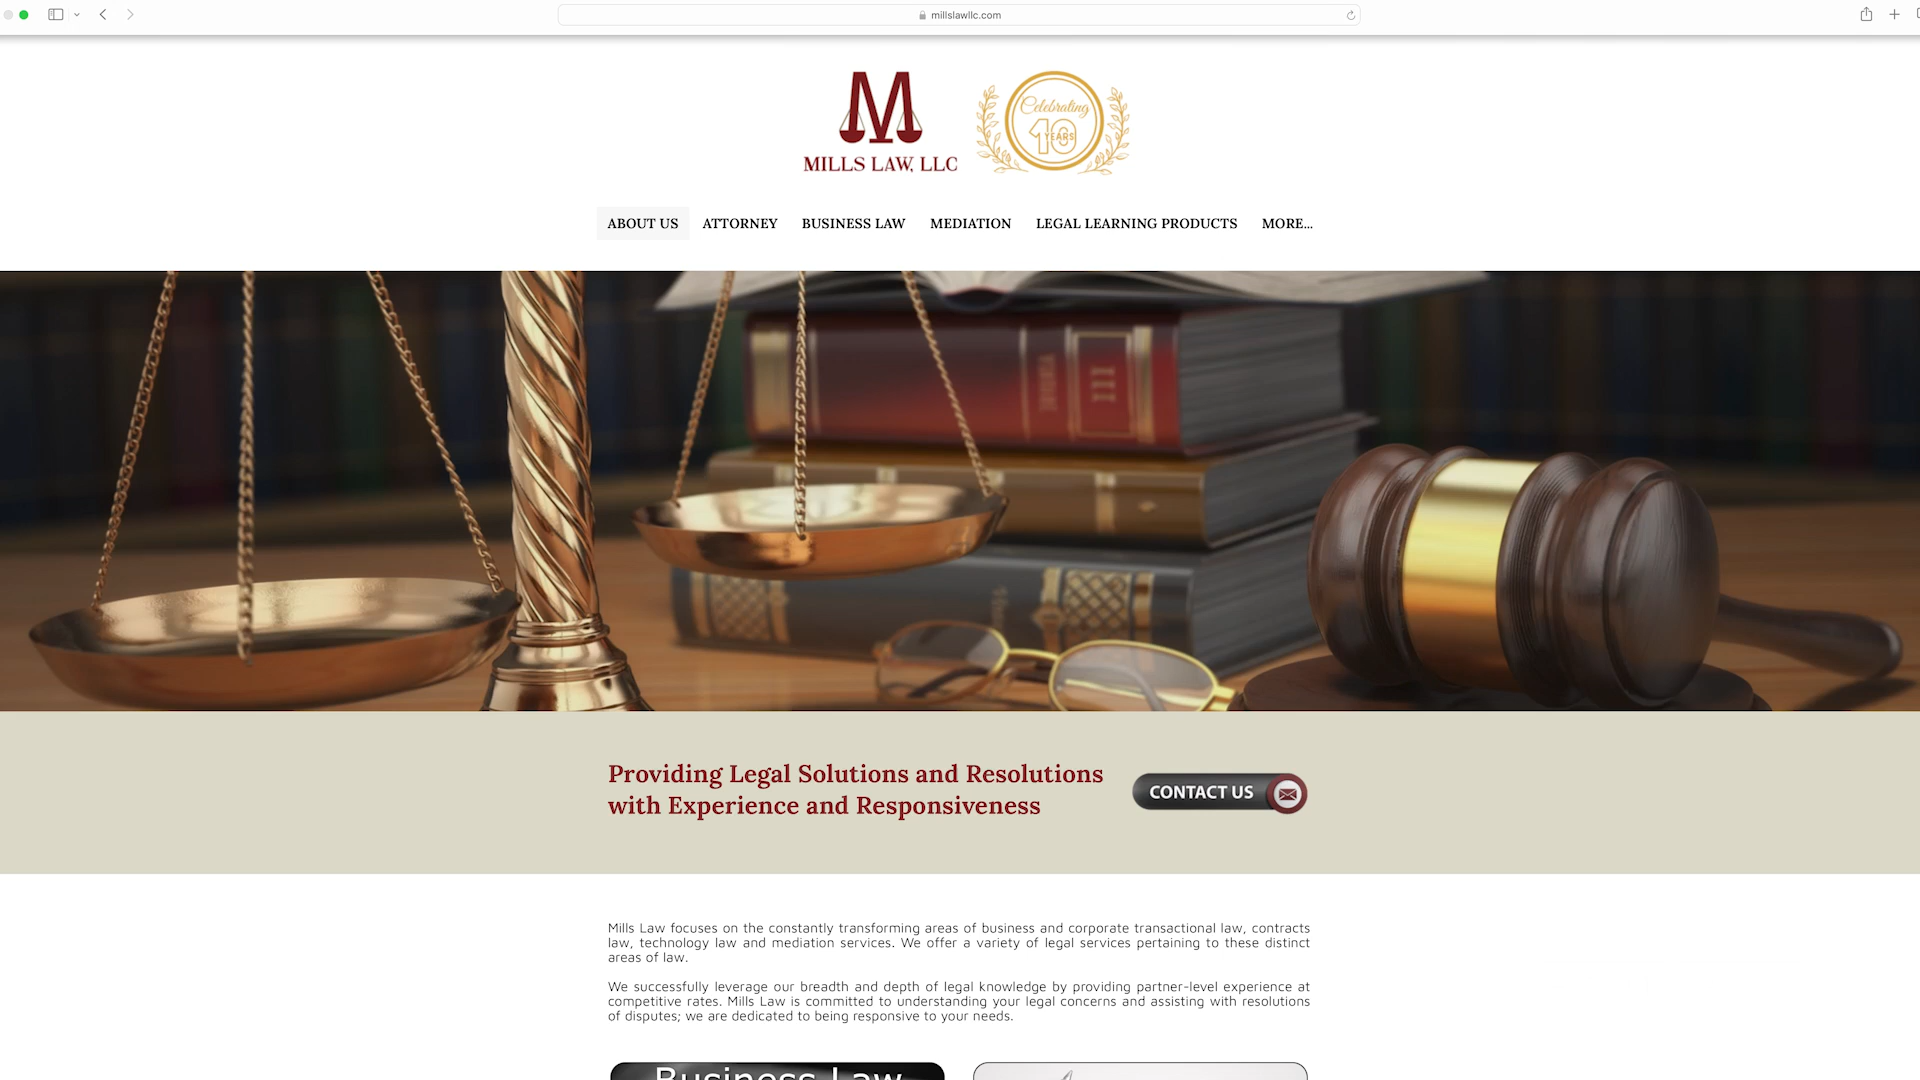 millslawllc.com
M
MILLS LAW, LLC
Celebrating
10
YEARS
ABOUT US
ATTORNEY
BUSINESS LAW
MEDIATION
LEGAL LEARNING PRODUCTS
MORE...
III
Providing Legal Solutions and Resolutions
with Experience and Responsiveness
CONTACT US
Mills Law focuses on the constantly transforming areas of business and corporate transactional law, contracts
law, technology law and mediation services. We offer a variety of legal services pertaining to these distinct
areas of law.
We successfully leverage our breadth and depth of legal knowledge by providing partner-level experience at
competitive rates. Mills Law is committed to understanding your legal concerns and assisting with resolutions
of disputes; we are dedicated to being responsive to your needs.
Business Law